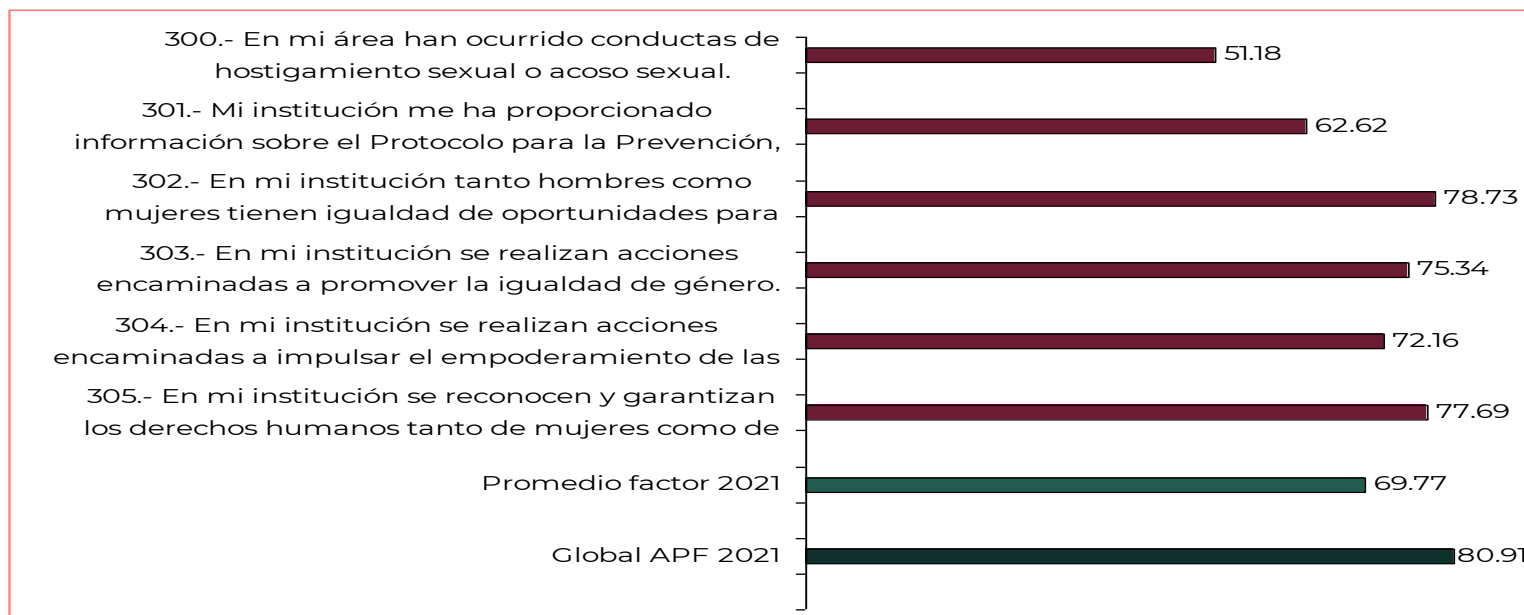 300.- En mi área han ocurrido conductas de
hostigamiento sexual o acoso sexual.
51.18
301.- Mi institución me ha proporcionado
información sobre el Protocolo para la Prevención,
62.62
302.- En mi institución tanto hombres como
mujeres tienen igualdad de oportunidades para
78.73
303.- En mi institución se realizan acciones
encaminadas a promover la igualdad de género.
75.34
304.- En mi institución se realizan acciones
encaminadas a impulsar el empoderamiento de las
72.16
305.- En mi institución se reconocen y garantizan
los derechos humanos tanto de mujeres como de
77.69
Promedio factor 2021
69.77
Global APF 2021
80.91